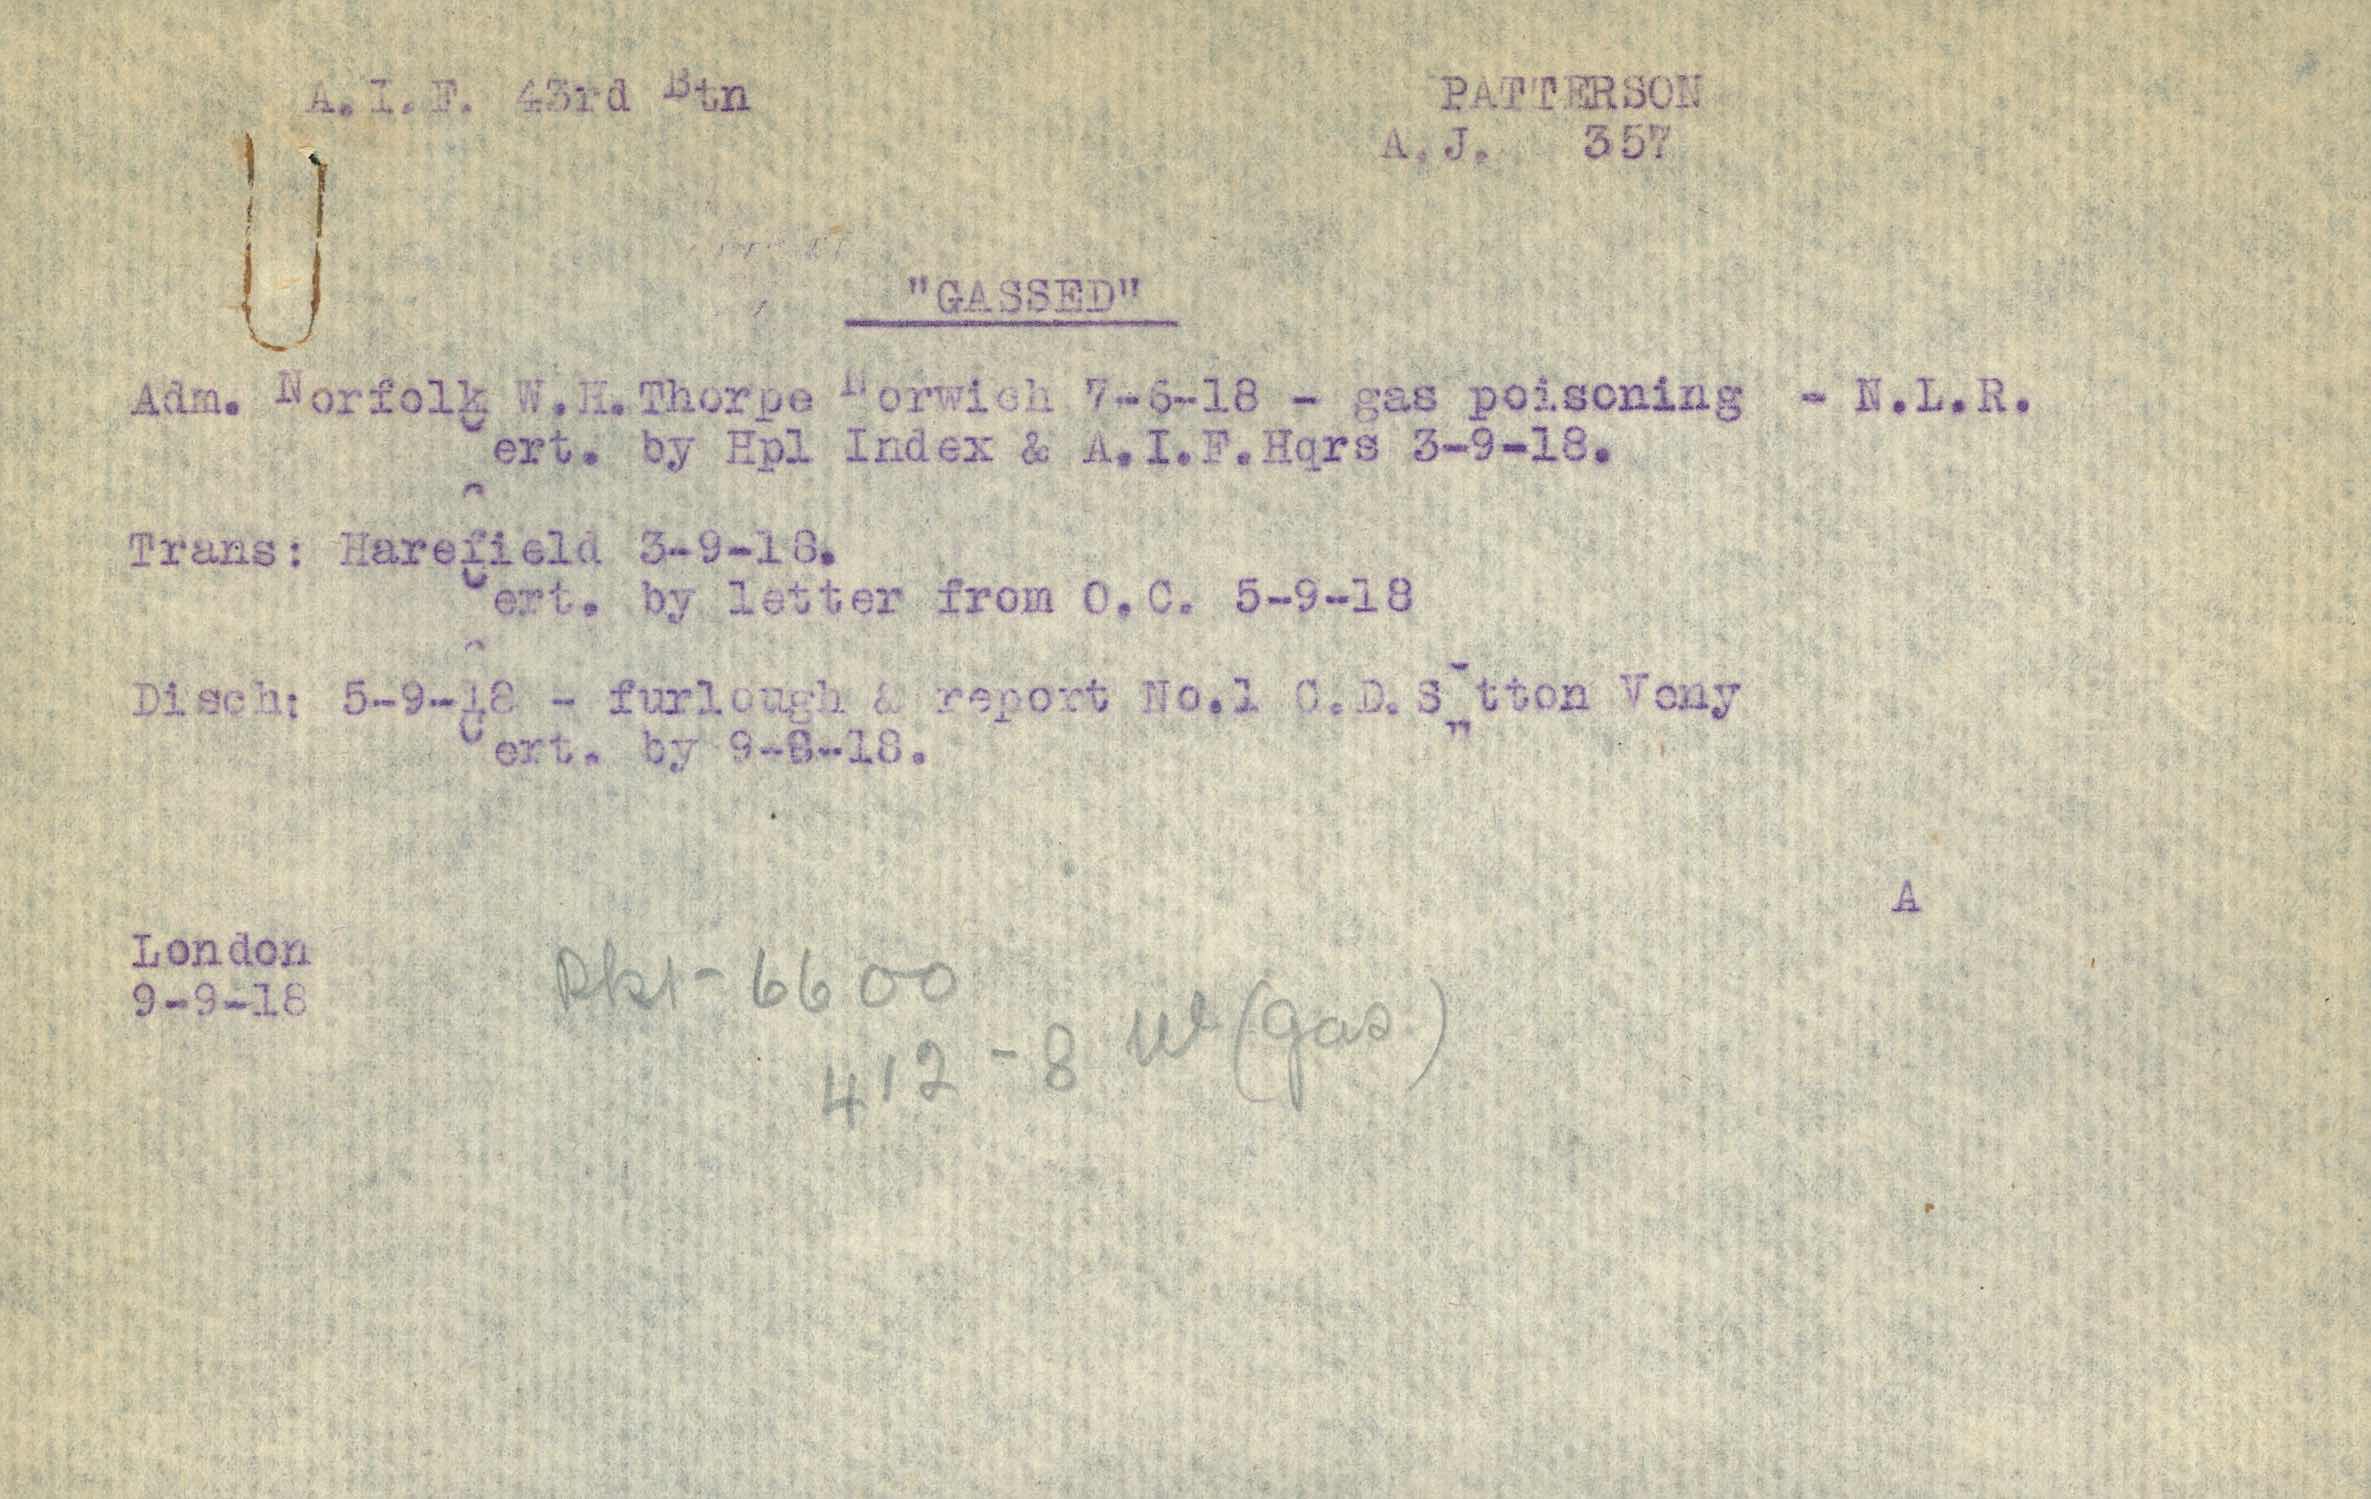 A.I.F. 43rd Btn PATTERSON
A.J. 357
"GASSED"
Adm. Norfolk W.H.Thorpe Norwich 7-6-18 - gas poisoning - N.L.R.
Cert. by Hpl Index & A.I.F.Hqrs 3-9-18.
Trans: Harefield 3-9-18.
Cert. by letter from O.C. 5-9-18
Disch: 5-9-18 - furlough & report No.1 C.D. Sutton Veny
Cert. by 9-8-18.
A
London
9-9-18
Rkt- 6600
412-8 (gas)